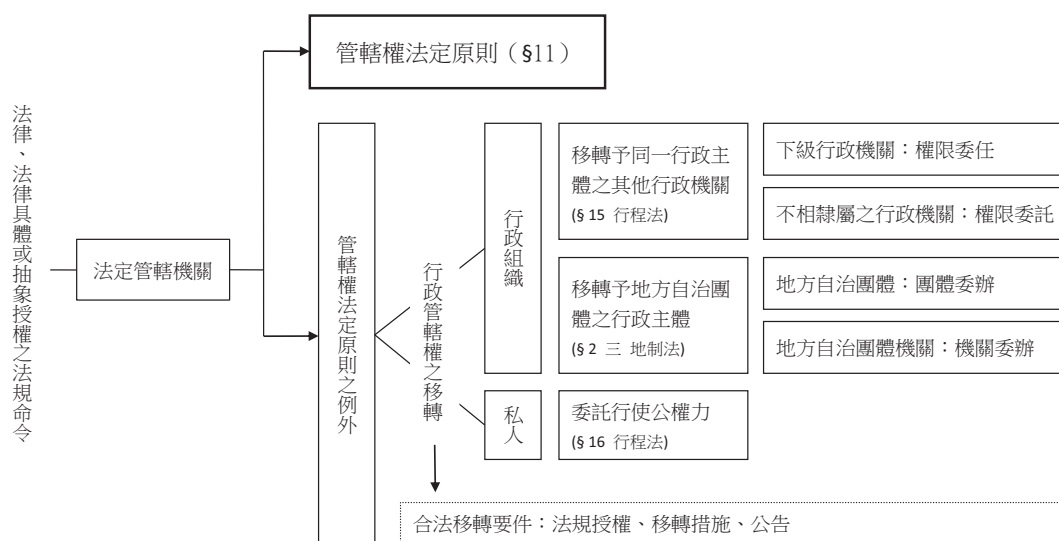 法律、法律具體或抽象授權之法規命令
法定管轄機關
管轄權法定原則（§11）
管轄權法定原則之例外
行政管轄權之移轉
行政組織
移轉予同一行政主
體之其他行政機關
(§ 15 行程法)
下級行政機關：權限委任
不相隸屬之行政機關：權限委託
移轉予地方自治團
體之行政主體
(§ 2 三 地制法)
地方自治團體：團體委辦
地方自治團體機關：機關委辦
私人
委託行使公權力
(§ 16 行程法)
合法移轉要件：法規授權、移轉措施、公告